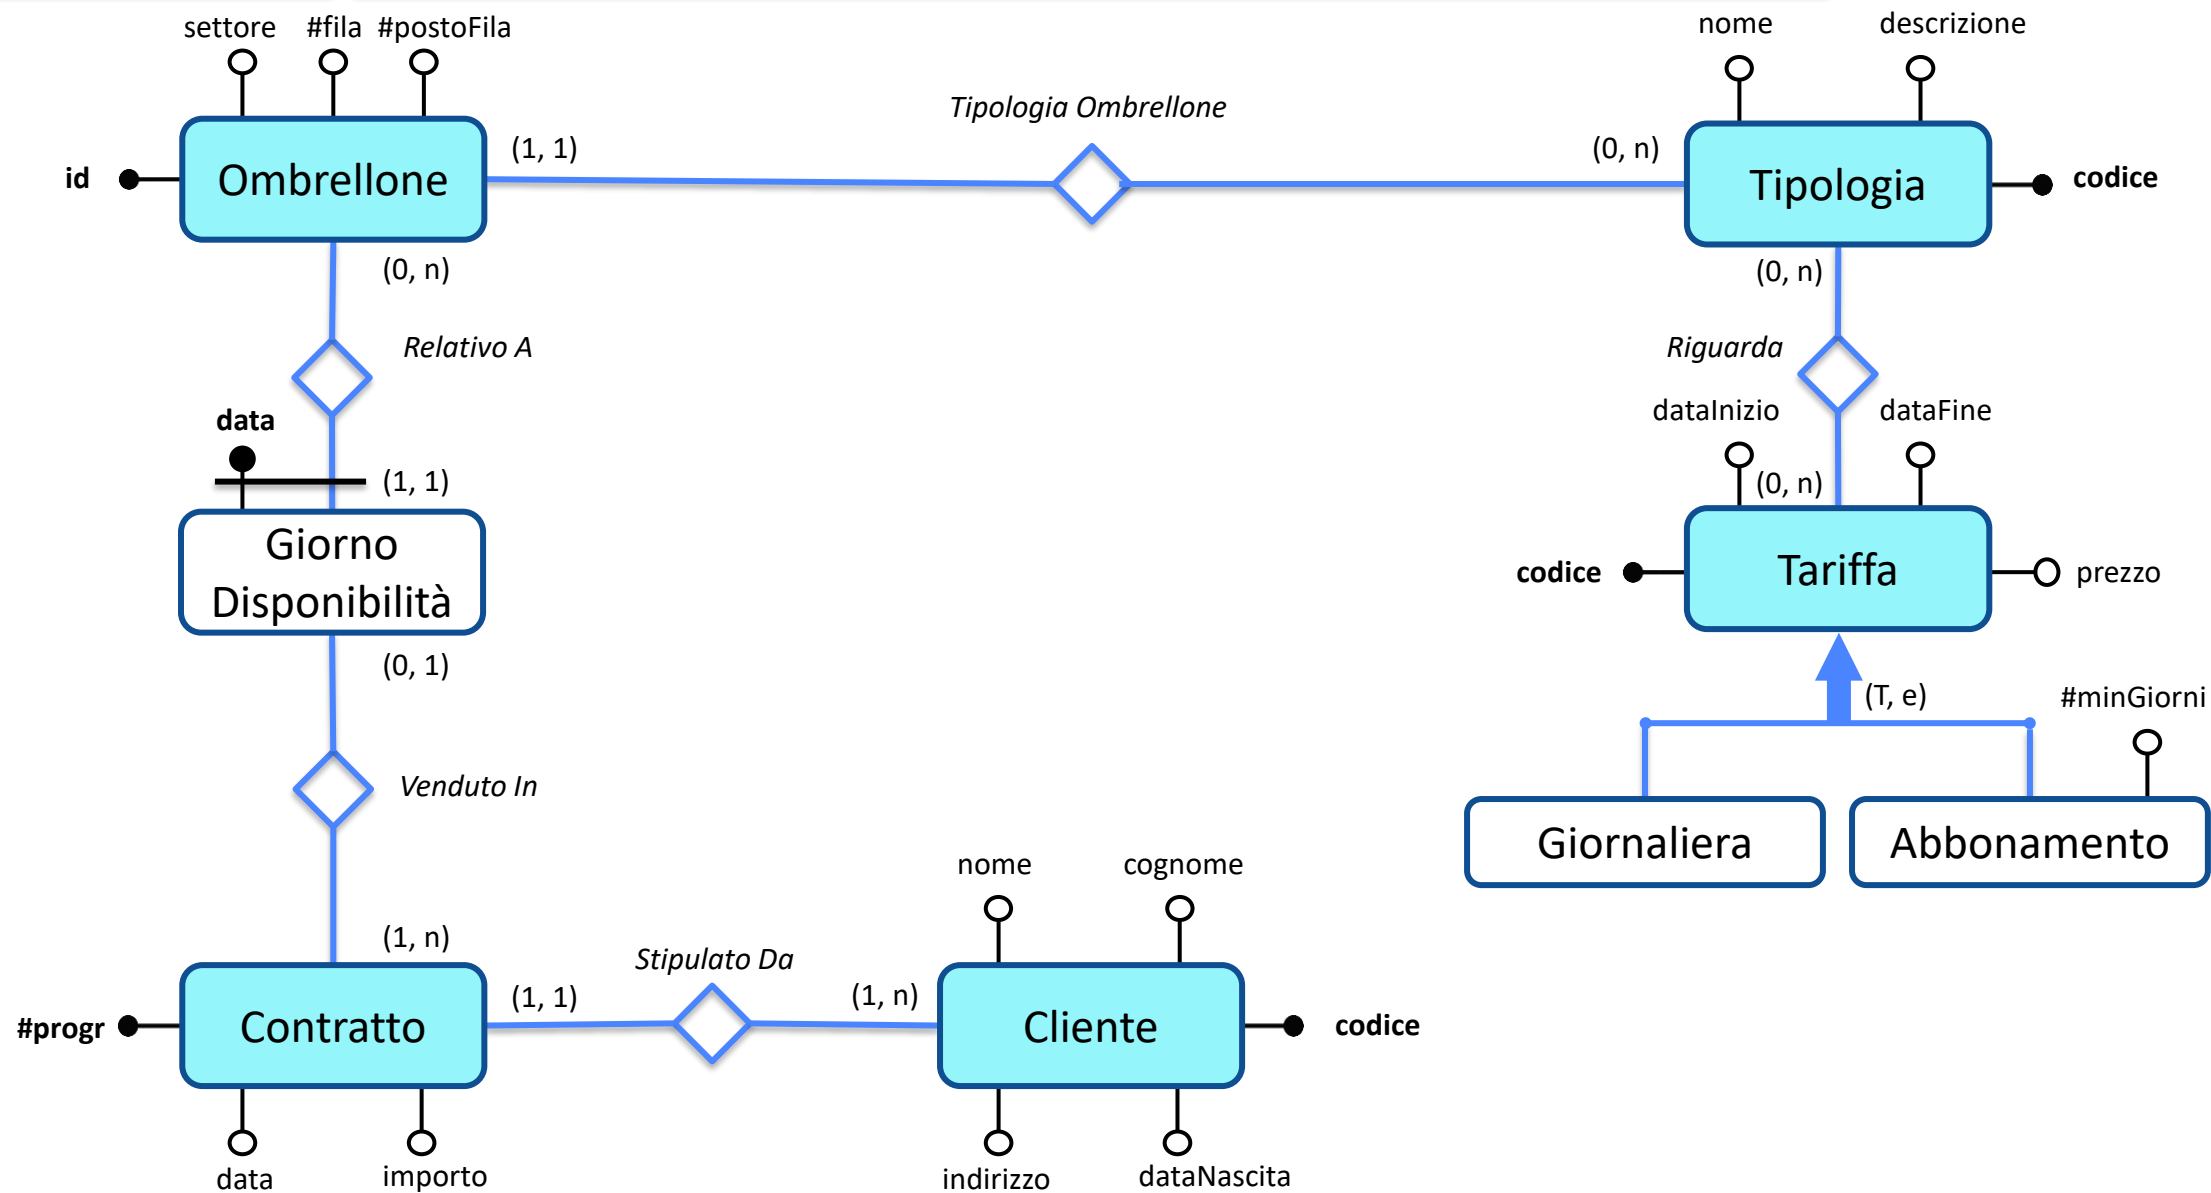 settore #fila #postoFila
nome descrizione
Tipologia Ombrellone
id Ombrellone (1, 1) (0, n) Tipologia codice
(0, n) (0, n)
Relativo A Riguarda
data dataInizio dataFine
(1, 1) (0, n)
Giorno
Disponibilità
codice Tariffa prezzo
(0, 1)
(T, e) #minGiorni
Venduto In
Giornaliera Abbonamento
nome cognome
(1, n) Stipulato Da
(1, 1) (1, n)
#progr Contratto Cliente codice
data importo indirizzo dataNascita